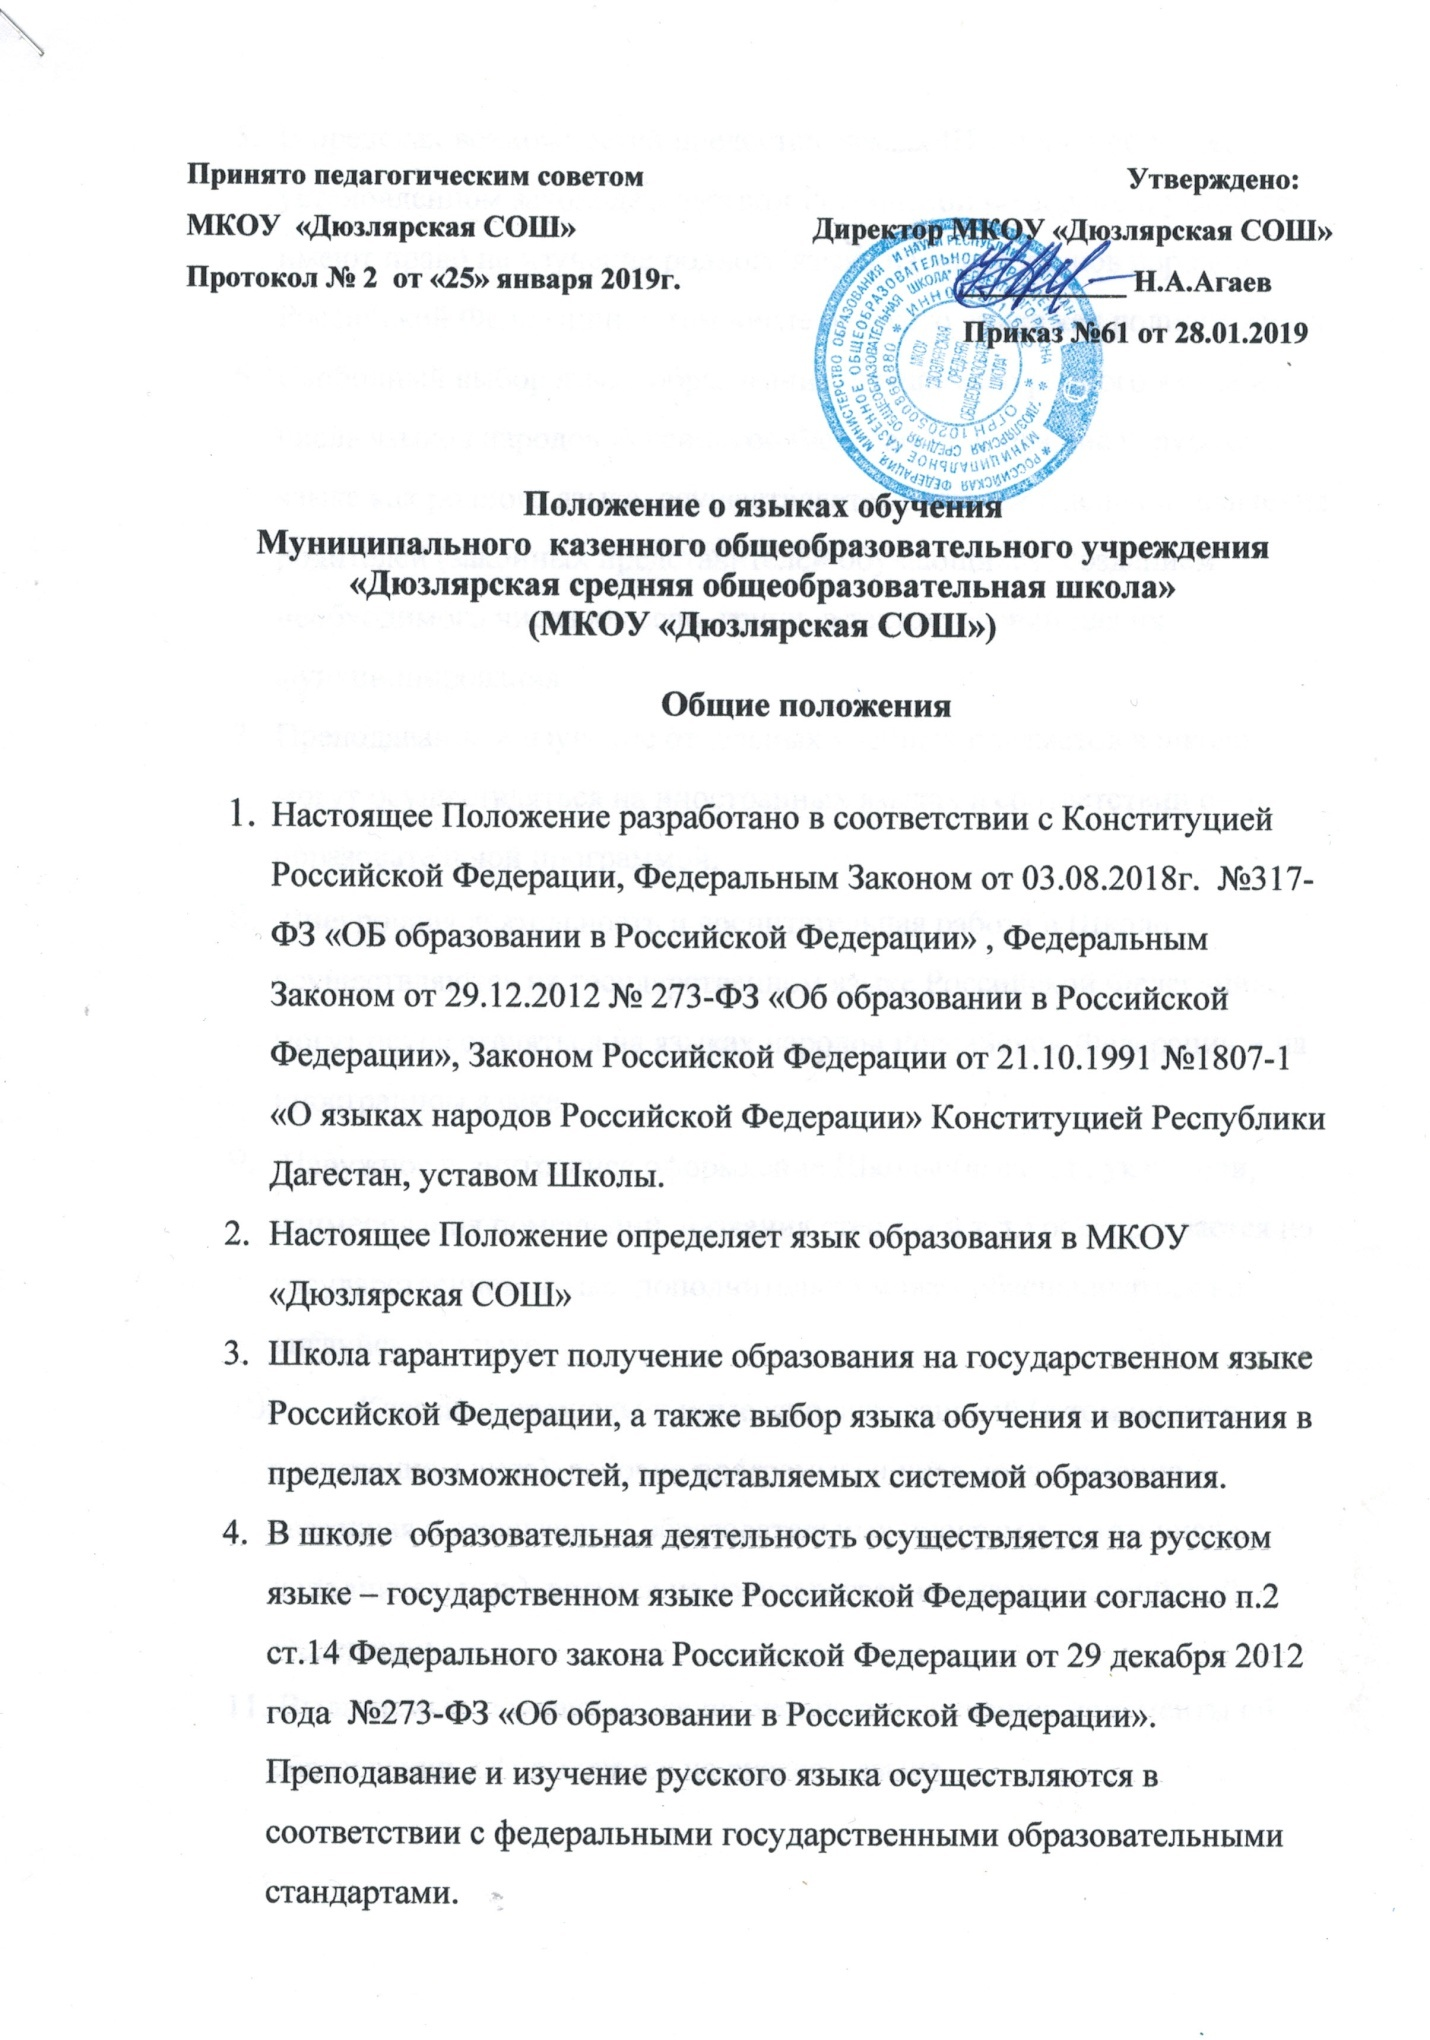 Принято педагогическим советом Утверждено:
МКОУ «Дюзлярская СОШ» Директор МКОУ «Дюзлярская СОШ»
Протокол № 2 от «25» января 2019г. ____________ Н.А.Агаев
Приказ №61 от 28.01.2019
МКОУ
"ДЮЗЛЯРСКАЯ
СРЕДНЯЯ
ОБЩЕОБРАЗОВАТЕЛЬНАЯ
ШКОЛА"
Положение о языках обучения
Муниципального казенного общеобразовательного учреждения
«Дюзлярская средняя общеобразовательная школа»
(МКОУ «Дюзлярская СОШ»)
Общие положения
1. Настоящее Положение разработано в соответствии с Конституцией
Российской Федерации, Федеральным Законом от 03.08.2018г. №317-
ФЗ «ОБ образовании в Российской Федерации» , Федеральным
Законом от 29.12.2012 № 273-ФЗ «Об образовании в Российской
Федерации», Законом Российской Федерации от 21.10.1991 №1807-1
«О языках народов Российской Федерации» Конституцией Республики
Дагестан, уставом Школы.
2. Настоящее Положение определяет язык образования в МКОУ
«Дюзлярская СОШ»
3. Школа гарантирует получение образования на государственном языке
Российской Федерации, а также выбор языка обучения и воспитания в
пределах возможностей, представляемых системой образования.
4. В школе образовательная деятельность осуществляется на русском
языке – государственном языке Российской Федерации согласно п.2
ст.14 Федерального закона Российской Федерации от 29 декабря 2012
года №273-ФЗ «Об образовании в Российской Федерации».
Преподавание и изучение русского языка осуществляются в
соответствии с федеральными государственными образовательными
стандартами.